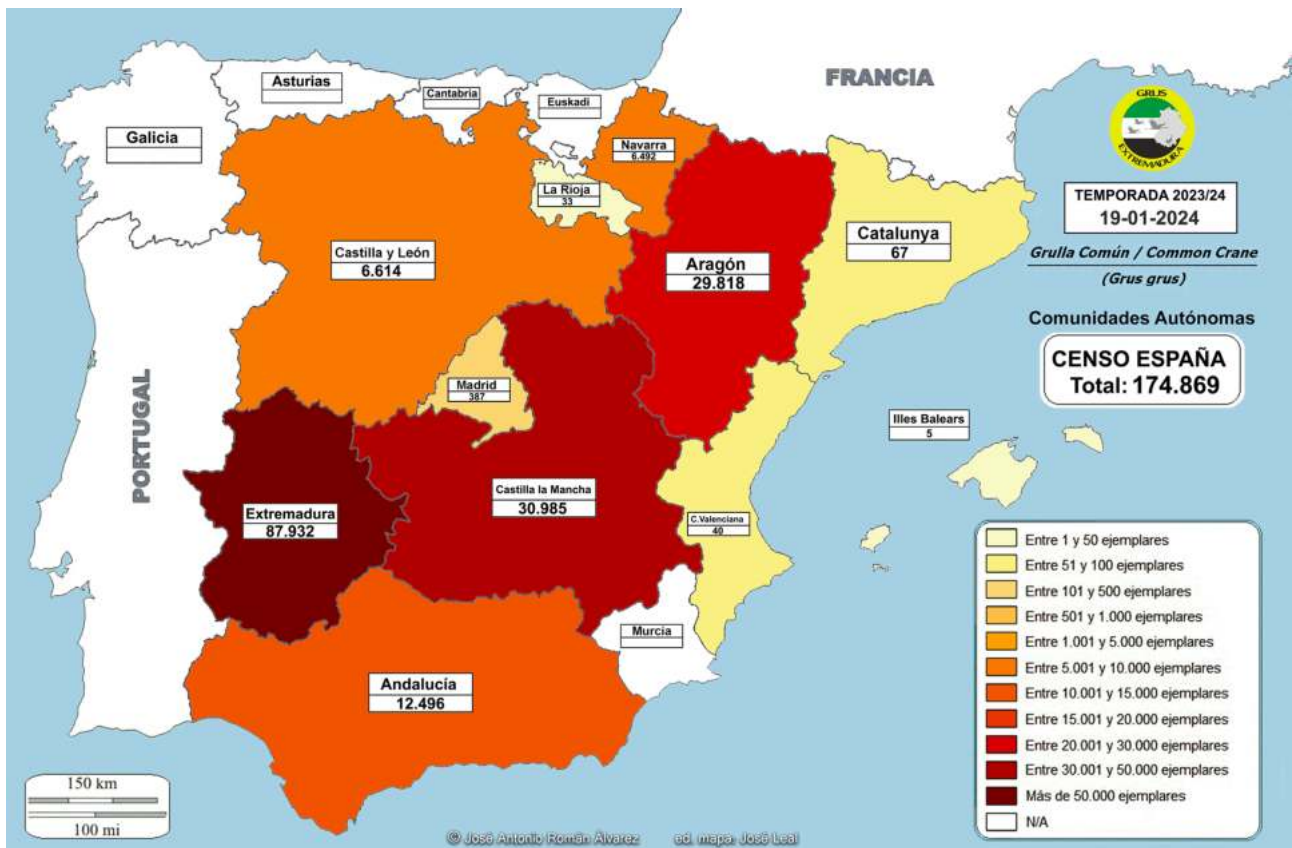 FRANCIA
GRUS
EXTREMADURA
TEMPORADA 2023/24
19-01-2024
Grulla Común / Common Crane
(Grus grus)
Comunidades Autónomas
CENSO ESPAÑA
Total: 174.869
Asturias
Cantabria
Euskadi
Galicia
Navarra
6.492
La Rioja
33
Castilla y León
6.614
Aragón
29.818
Catalunya
67
Madrid
387
Illes Balears
5
PORTUGAL
Extremadura
87.932
Castilla la Mancha
30.985
C.Valenciana
40
Murcia
Andalucía
12.496
Entre 1 y 50 ejemplares
Entre 51 y 100 ejemplares
Entre 101 y 500 ejemplares
Entre 501 y 1.000 ejemplares
Entre 1.001 y 5.000 ejemplares
Entre 5.001 y 10.000 ejemplares
Entre 10.001 y 15.000 ejemplares
Entre 15.001 y 20.000 ejemplares
Entre 20.001 y 30.000 ejemplares
Entre 30.001 y 50.000 ejemplares
Más de 50.000 ejemplares
N/A
150 km
100 mi
© José Antonio Román Álvarez ed. mapa: José Leal